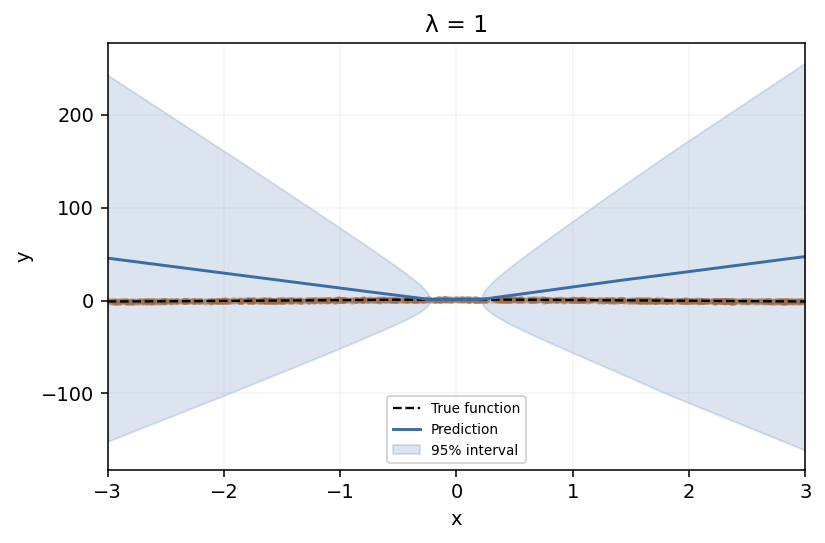 λ = 1
y
200
100
0
−100
True function
Prediction
95% interval
−3
−2
−1
0
1
2
3
x